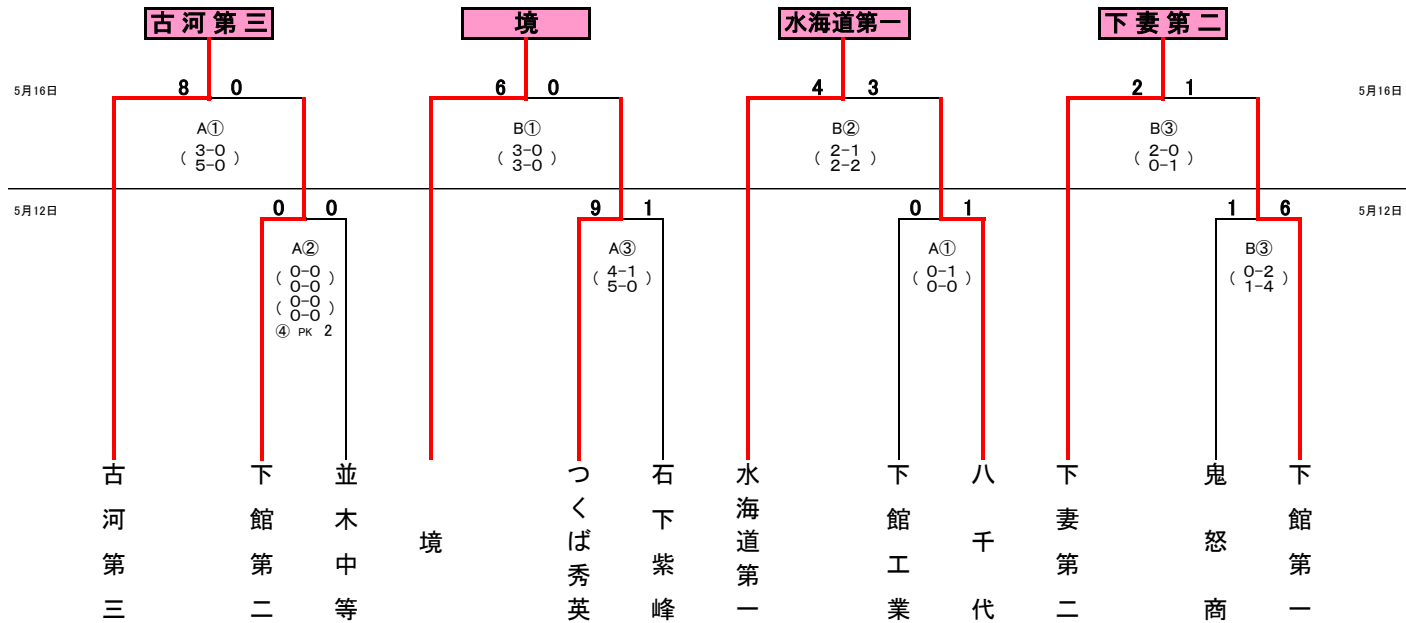 古河第三 境 水海道第一 下妻第二
5月16日 8 0 6 0 4 3 2 1 5月16日
A① B① B② B③
( 3-0 ) ( 3-0 ) ( 2-1 ) ( 2-0 )
5-0 3-0 2-2 0-1
5月12日 0 0 9 1 0 1 1 6 5月12日
A② A③ A① B③
( 0-0 ) ( 4-1 ) ( 0-1 ) ( 0-2 )
0-0 5-0 0-0 1-4
( 0-0 )
0-0
④ PK 2
古河第三
下館第二
並木中等
境
つくば秀英
石下紫峰
水海道第一
下館工業
八千代
下妻第二
鬼怒商
下館第一